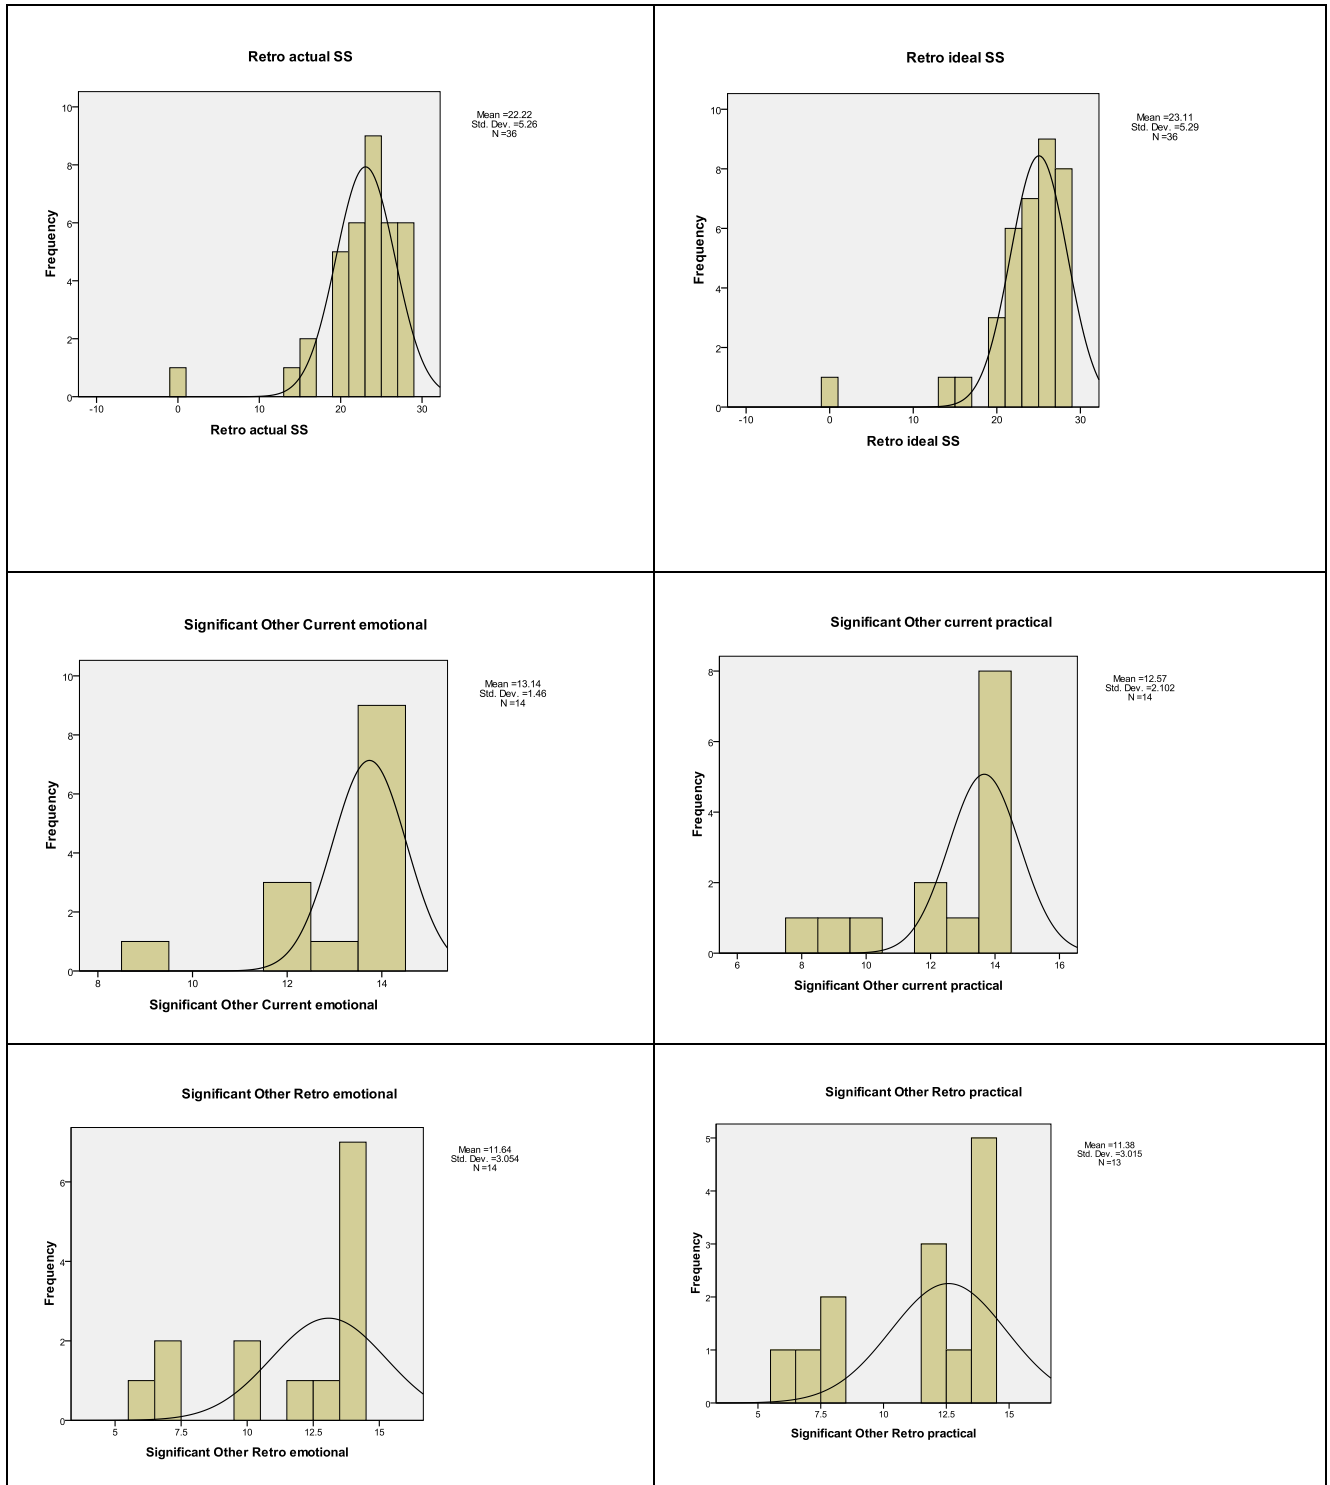 Retro actual SS
Mean =22.22
Std. Dev. =5.26
N =36
Frequency
10
8
6
4
2
0
-10 0 10 20 30
Retro actual SS
Retro ideal SS
Mean =23.11
Std. Dev. =5.29
N =36
Frequency
10
8
6
4
2
0
-10 0 10 20 30
Retro ideal SS
Significant Other Current emotional
Mean =13.14
Std. Dev. =1.46
N =14
Frequency
10
8
6
4
2
0
8 10 12 14
Significant Other Current emotional
Significant Other current practical
Mean =12.57
Std. Dev. =2.102
N =14
Frequency
8
6
4
2
0
6 8 10 12 14 16
Significant Other current practical
Significant Other Retro emotional
Mean =11.64
Std. Dev. =3.054
N =14
Frequency
6
4
2
0
5 7.5 10 12.5 15
Significant Other Retro emotional
Significant Other Retro practical
Mean =11.38
Std. Dev. =3.015
N =13
Frequency
5
4
3
2
1
0
5 7.5 10 12.5 15
Significant Other Retro practical